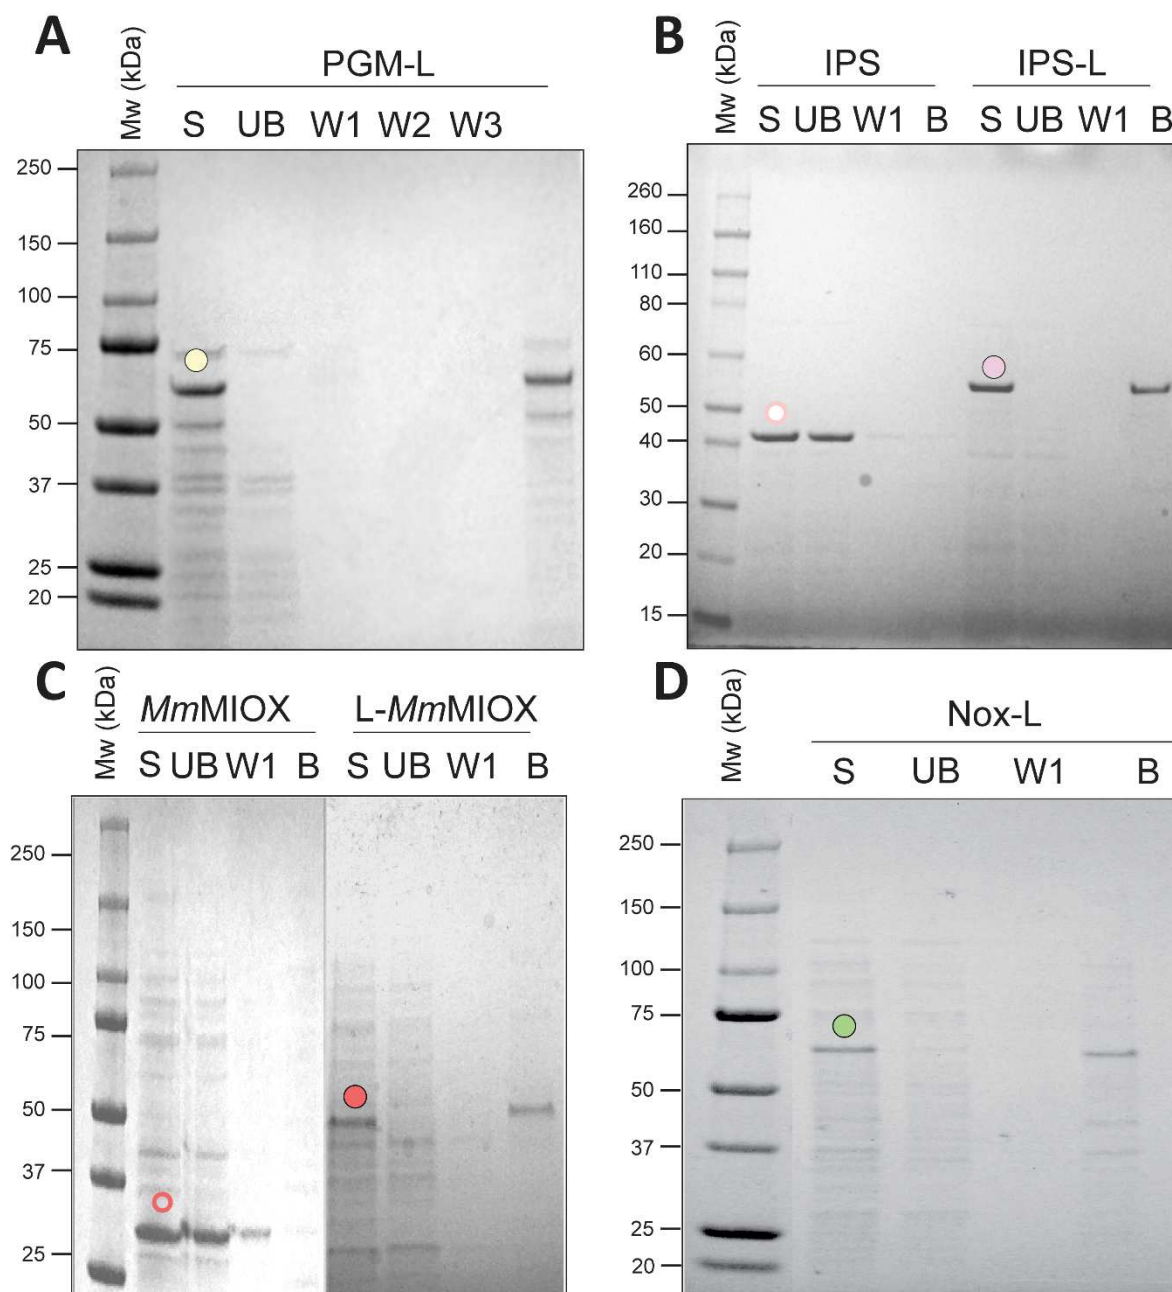 A
Mw (kDa)
PGM-L
S UB W1 W2 W3
250
150
100
75
50
37
25
20
B
Mw (kDa)
IPS IPS-L
S UB W1 B S UB W1 B
260
160
110
80
60
50
40
30
20
15
C
Mw (kDa)
MmMIOX L-MmMIOX
S UB W1 B S UB W1 B
250
150
100
75
50
37
25
D
Mw (kDa)
Nox-L
S UB W1 B
250
150
100
75
50
37
25
20